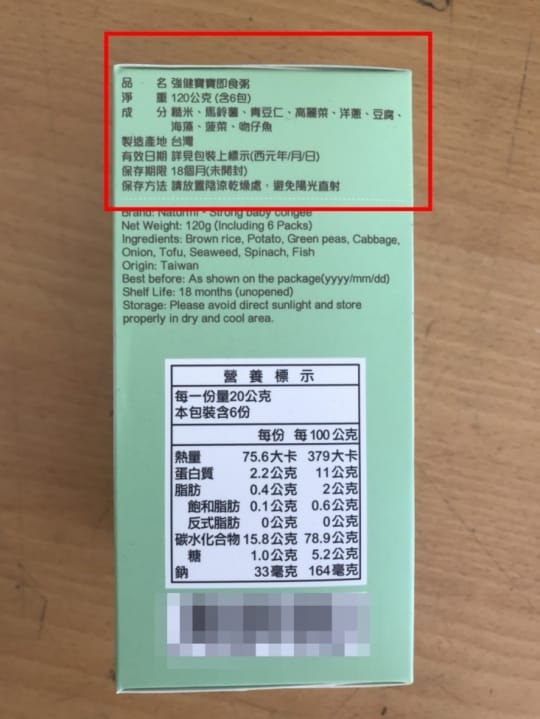 品名 強健寶寶即食粥
淨重 120公克 (含6包)
成分 糙米、馬鈴薯、青豆仁、高麗菜、洋蔥、豆腐、
海藻、菠菜、吻仔魚
製造產地 台灣
有效日期 詳見包裝上標示(西元年/月/日)
保存期限 18個月(未開封)
保存方法 請放置陰涼乾燥處，避免陽光直射
Brand: Naturmi - Strong baby congee
Net Weight: 120g (Including 6 Packs)
Ingredients: Brown rice, Potato, Green peas, Cabbage,
Onion, Tofu, Seaweed, Spinach, Fish
Origin: Taiwan
Best before: As shown on the package(yyyy/mm/dd)
Shelf Life: 18 months (unopened)
Storage: Please avoid direct sunlight and store
properly in dry and cool area.
營養標示
每一份量20公克
本包裝含6份
每份 每100公克
熱量 75.6大卡 379大卡
蛋白質 2.2公克 11公克
脂肪 0.4公克 2公克
飽和脂肪 0.1公克 0.6公克
反式脂肪 0公克 0公克
碳水化合物 15.8公克 78.9公克
糖 1.0公克 5.2公克
鈉 33毫克 164毫克